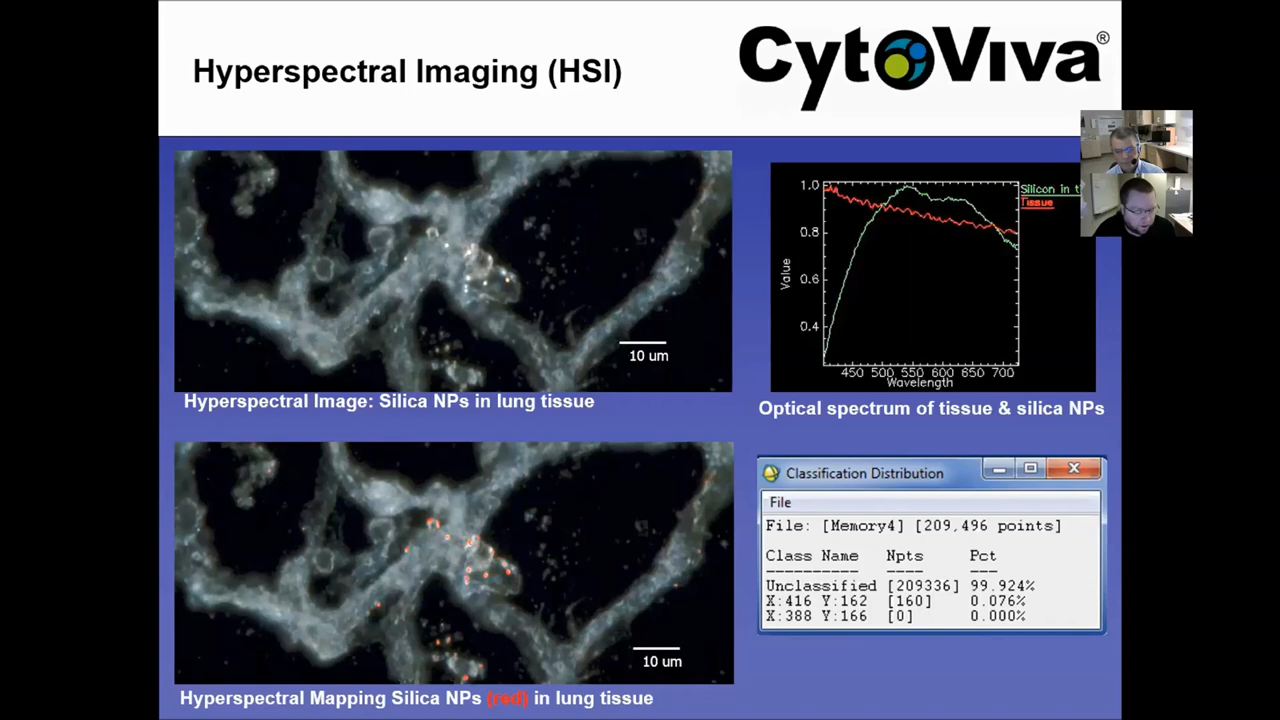 Hyperspectral Imaging (HSI)
CytoViva®
10 um
Hyperspectral Image: Silica NPs in lung tissue
1.0
0.8
0.6
0.4
Value
450 500 550 600 650 700
Wavelength
Silicon in t
Tissue
Optical spectrum of tissue & silica NPs
10 um
Hyperspectral Mapping Silica NPs (red) in lung tissue
Classification Distribution
File
File: [Memory4] [209,496 points]
Class Name Npts Pct
Unclassified [209336] 99.924%
X:416 Y:162 [160] 0.076%
X:388 Y:166 [0] 0.000%